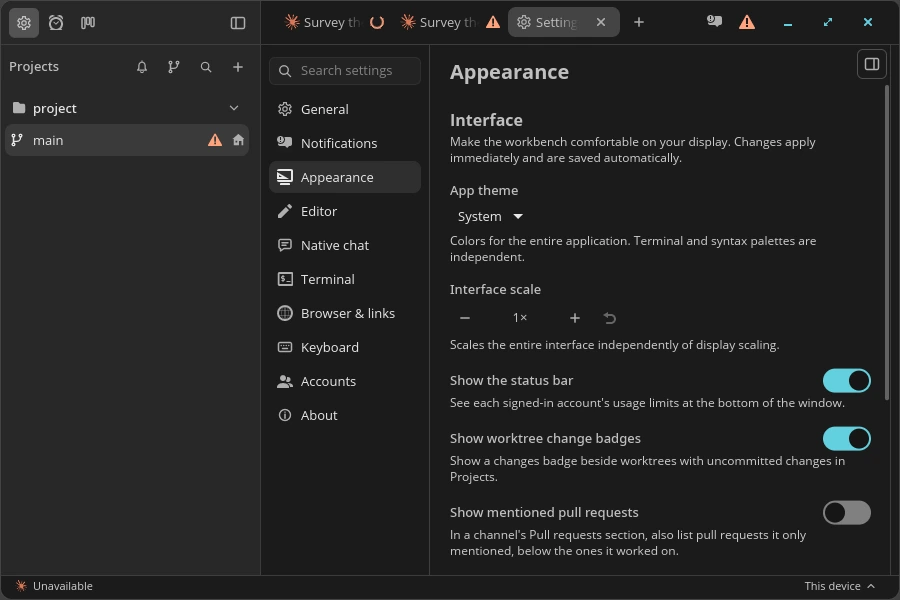 Survey the
Survey the
Setting
Projects
project
main
Search settings
General
Notifications
Appearance
Editor
Native chat
Terminal
Browser & links
Keyboard
Accounts
About
Appearance
Interface
Make the workbench comfortable on your display. Changes apply
immediately and are saved automatically.
App theme
System
Colors for the entire application. Terminal and syntax palettes are
independent.
Interface scale
1×
Scales the entire interface independently of display scaling.
Show the status bar
See each signed-in account's usage limits at the bottom of the window.
Show worktree change badges
Show a changes badge beside worktrees with uncommitted changes in
Projects.
Show mentioned pull requests
In a channel's Pull requests section, also list pull requests it only
mentioned, below the ones it worked on.
Unavailable
This device